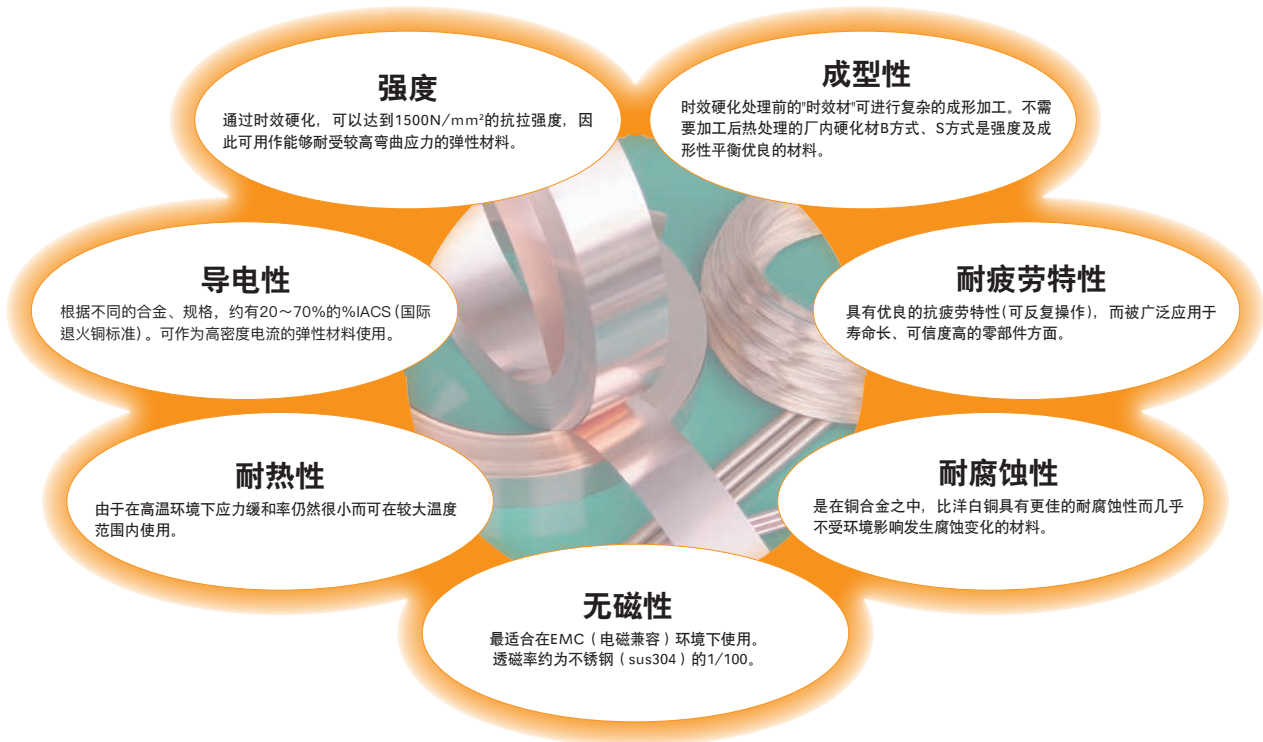 强度
通过时效硬化，可以达到1500N/mm²的抗拉强度，因
此可用作能够耐受较高弯曲应力的弹性材料。
成型性
时效硬化处理前的"时效材"可进行复杂的成形加工。不需
要加工后热处理的厂内硬化材B方式、S方式是强度及成
形性平衡优良的材料。
导电性
根据不同的合金、规格，约有20～70%的%IACS（国际
退火铜标准）。可作为高密度电流的弹性材料使用。
耐疲劳特性
具有优良的抗疲劳特性(可反复操作)，而被广泛应用于
寿命长、可信度高的零部件方面。
耐热性
由于在高温环境下应力缓和率仍然很小而可在较大温度
范围内使用。
耐腐蚀性
是在铜合金之中，比洋白铜具有更佳的耐腐蚀性而几乎
不受环境影响发生腐蚀变化的材料。
无磁性
最适合在EMC（电磁兼容）环境下使用。
透磁率约为不锈钢（sus304）的1/100。